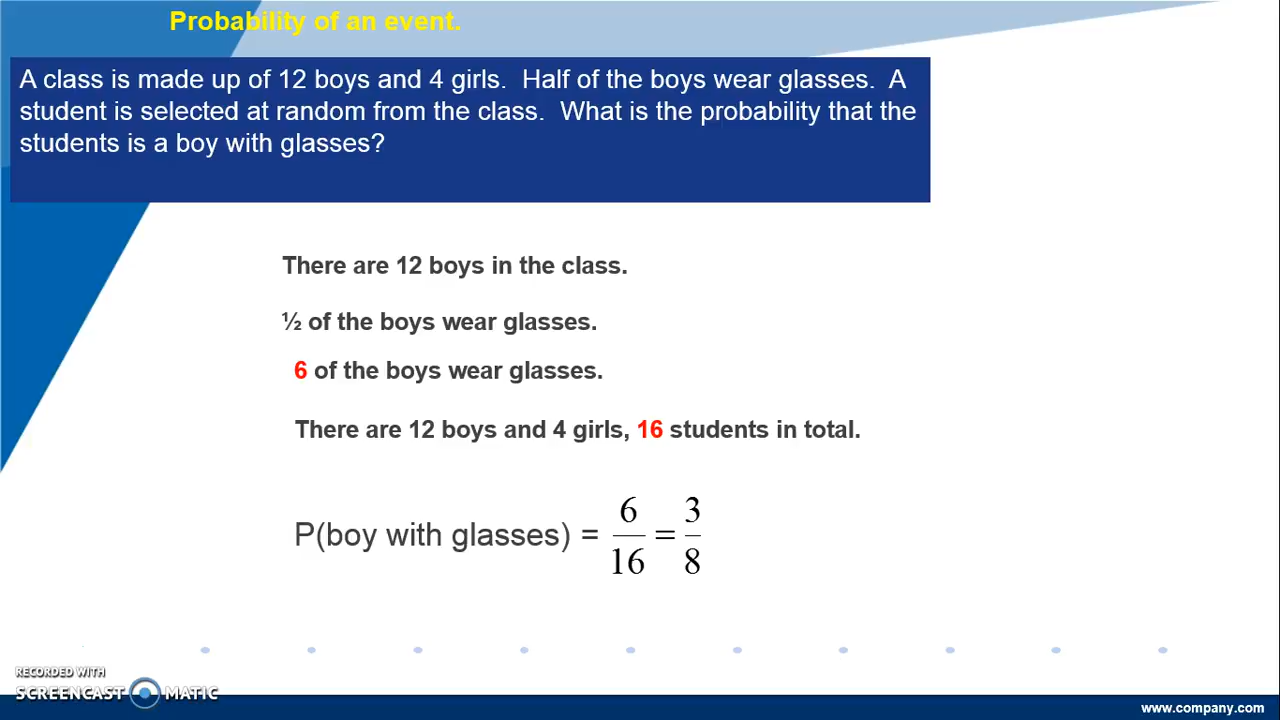 Probability of an event.
A class is made up of 12 boys and 4 girls.  Half of the boys wear glasses.  A
student is selected at random from the class.  What is the probability that the
students is a boy with glasses?
There are 12 boys in the class.
½ of the boys wear glasses.
6 of the boys wear glasses.
There are 12 boys and 4 girls, 16 students in total.
P(boy with glasses) = 6/16 = 3/8
RECORDED WITH
SCREENCAST MATIC
www.company.com